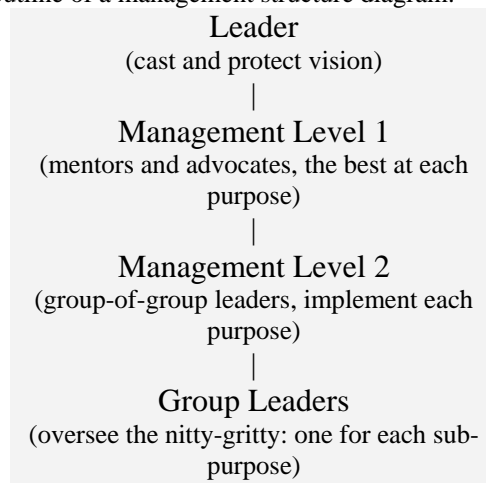 outline of a management structure diagram.
Leader
(cast and protect vision)
|
Management Level 1
(mentors and advocates, the best at each
purpose)
|
Management Level 2
(group-of-group leaders, implement each
purpose)
|
Group Leaders
(oversee the nitty-gritty: one for each sub-
purpose)